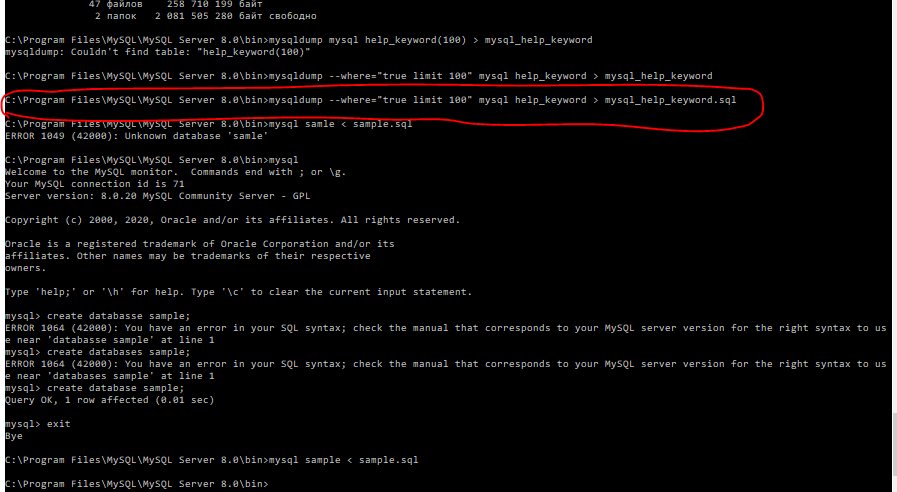 47 файлов    258 710 199 байт
2 папок   2 081 505 280 байт свободно
C:\Program Files\MySQL\MySQL Server 8.0\bin>mysqldump mysql help_keyword(100) > mysql_help_keyword
mysqldump: Couldn't find table: "help_keyword(100)"
C:\Program Files\MySQL\MySQL Server 8.0\bin>mysqldump --where="true limit 100" mysql help_keyword > mysql_help_keyword
C:\Program Files\MySQL\MySQL Server 8.0\bin>mysqldump --where="true limit 100" mysql help_keyword > mysql_help_keyword.sql
C:\Program Files\MySQL\MySQL Server 8.0\bin>mysql samle < sample.sql
ERROR 1049 (42000): Unknown database 'samle'
C:\Program Files\MySQL\MySQL Server 8.0\bin>mysql
Welcome to the MySQL monitor.  Commands end with ; or \g.
Your MySQL connection id is 71
Server version: 8.0.20 MySQL Community Server - GPL
Copyright (c) 2000, 2020, Oracle and/or its affiliates. All rights reserved.
Oracle is a registered trademark of Oracle Corporation and/or its
affiliates. Other names may be trademarks of their respective
owners.
Type 'help;' or '\h' for help. Type '\c' to clear the current input statement.
mysql> create databasse sample;
ERROR 1064 (42000): You have an error in your SQL syntax; check the manual that corresponds to your MySQL server version for the right syntax to us
e near 'databasse sample' at line 1
mysql> create databases sample;
ERROR 1064 (42000): You have an error in your SQL syntax; check the manual that corresponds to your MySQL server version for the right syntax to us
e near 'databases sample' at line 1
mysql> create database sample;
Query OK, 1 row affected (0.01 sec)
mysql> exit
Bye
C:\Program Files\MySQL\MySQL Server 8.0\bin>mysql sample < sample.sql
C:\Program Files\MySQL\MySQL Server 8.0\bin>